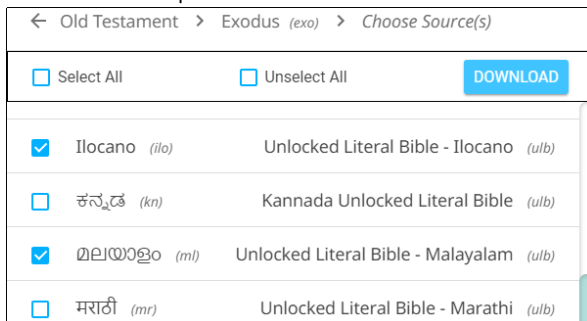 ← Old Testament > Exodus (exo) > Choose Source(s)
Select All Unselect All DOWNLOAD
Ilocano (ilo) Unlocked Literal Bible - Ilocano (ulb)
ಕನ್ನಡ (kn) Kannada Unlocked Literal Bible (ulb)
മലയാളം (ml) Unlocked Literal Bible - Malayalam (ulb)
मराठी (mr) Unlocked Literal Bible - Marathi (ulb)